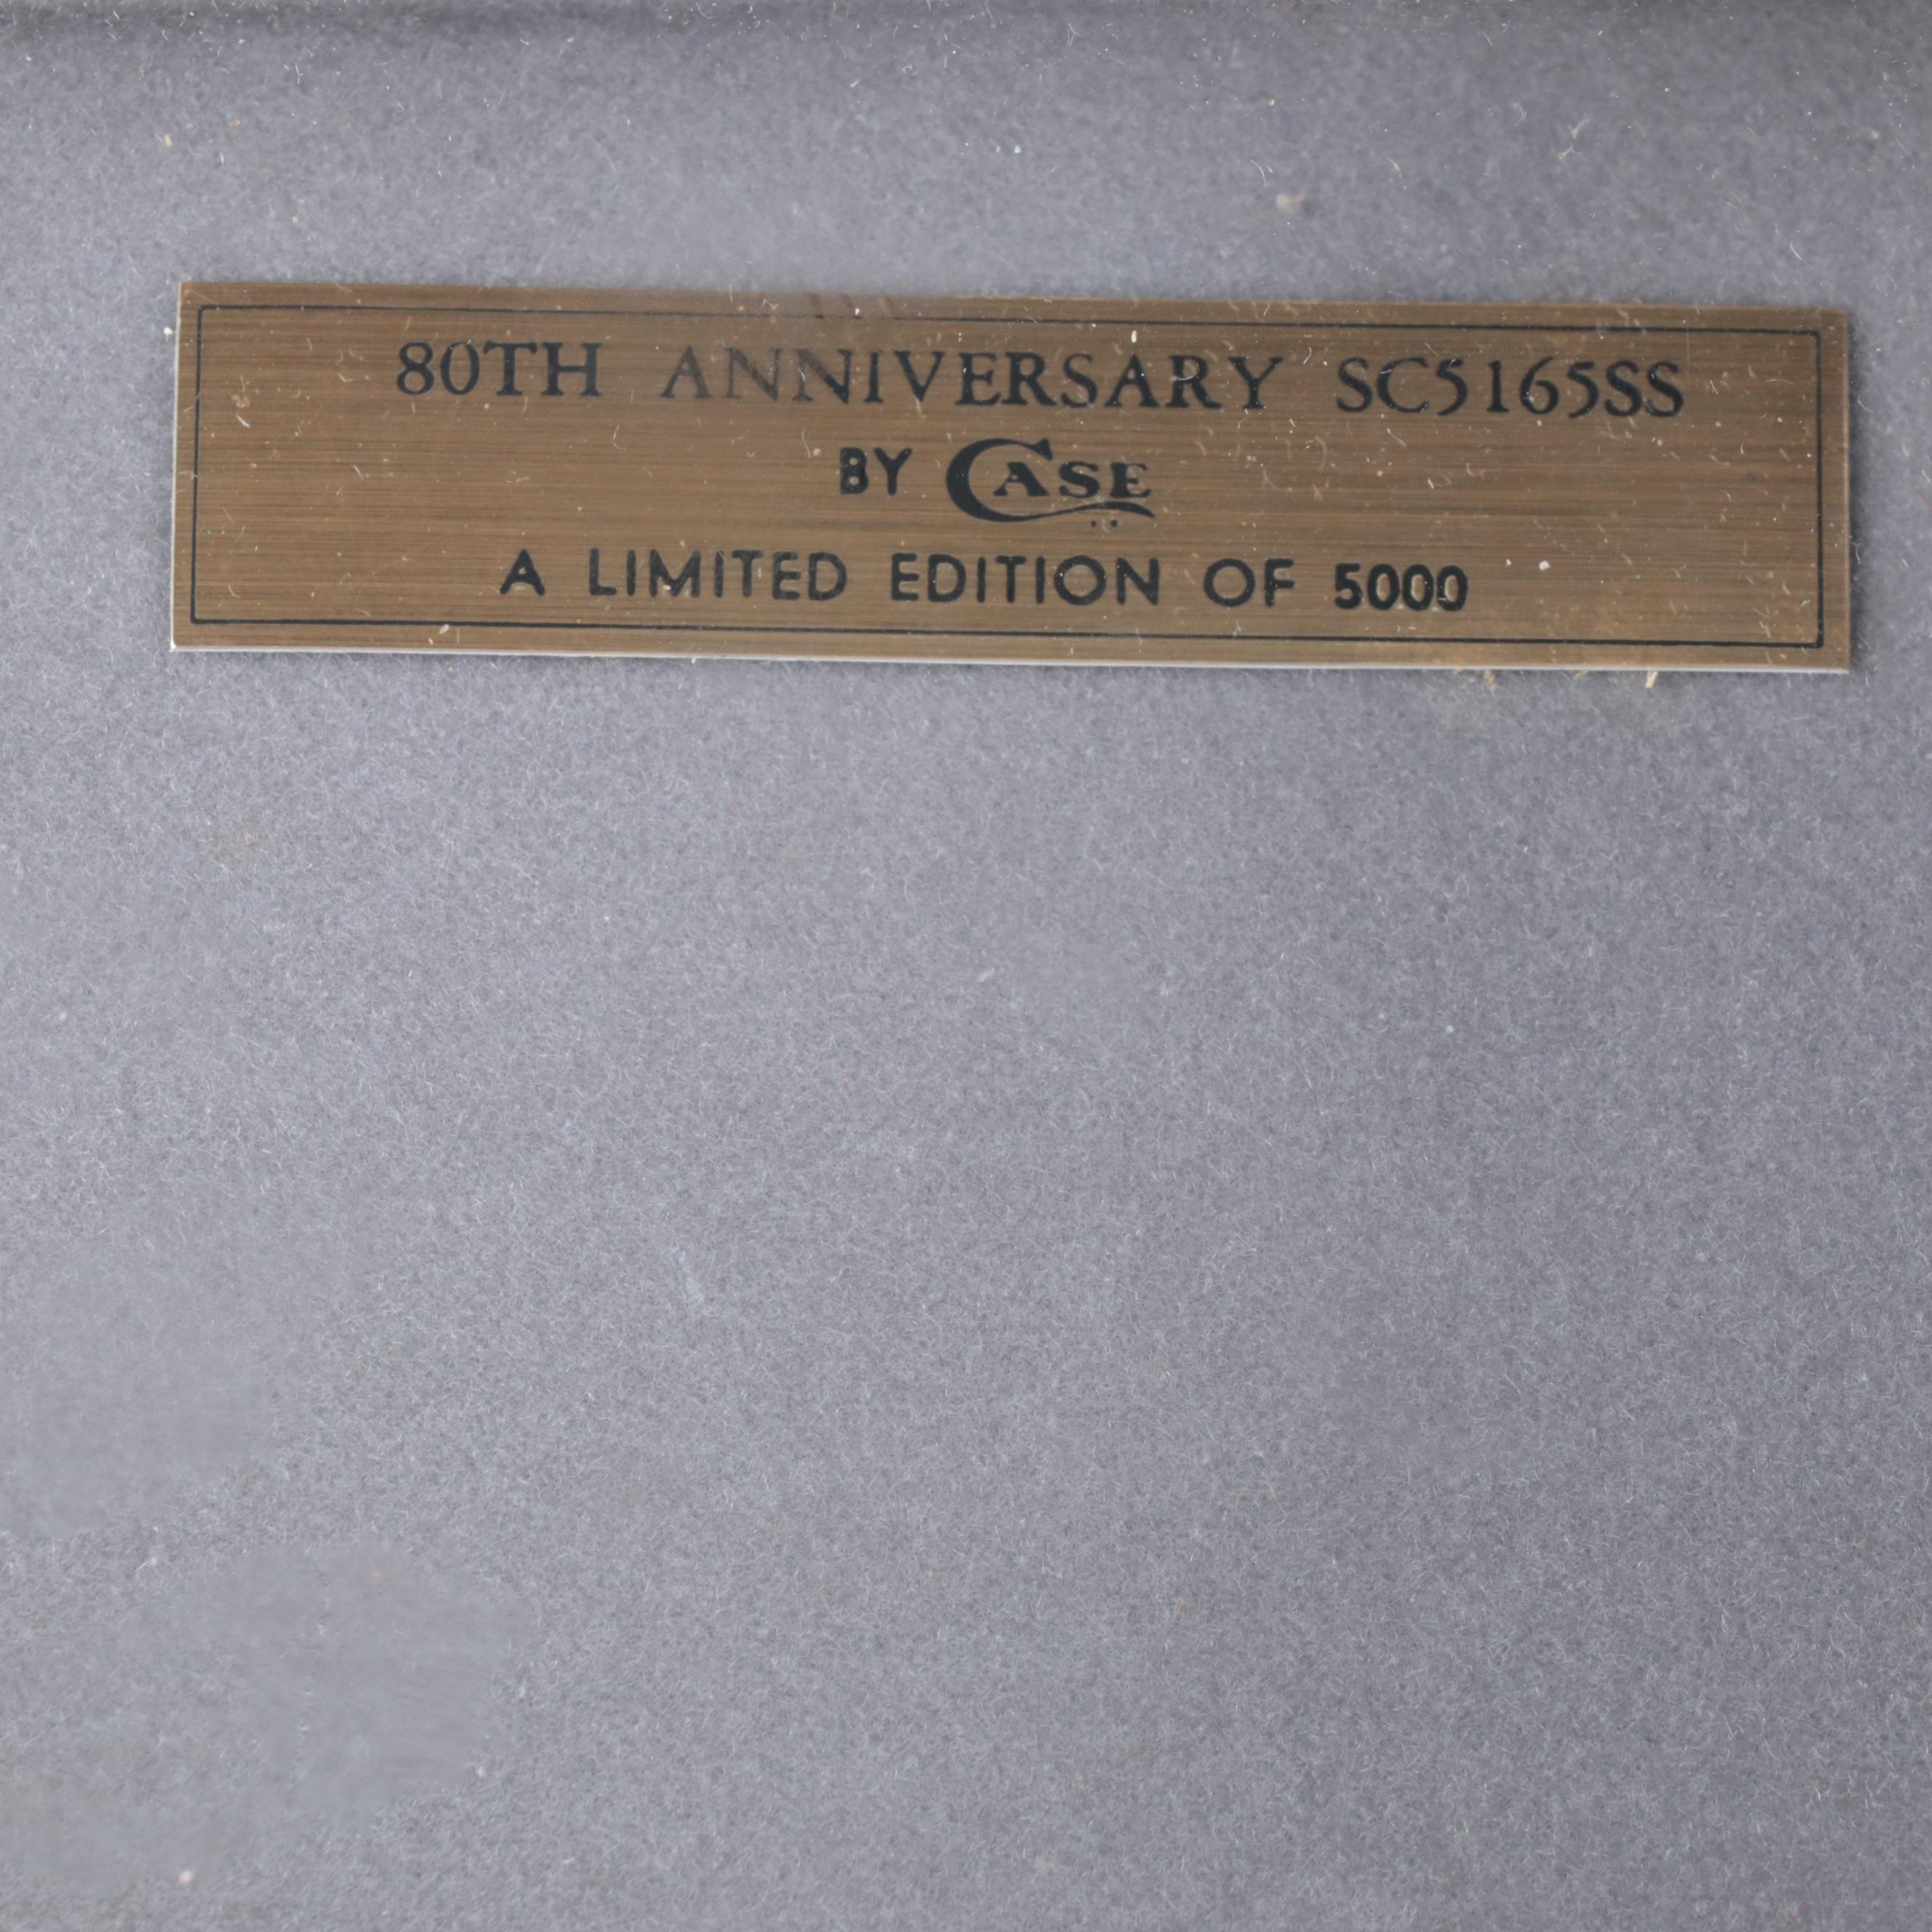 80TH ANNIVERSARY SC5165SS
BY CASE
A LIMITED EDITION OF 5000